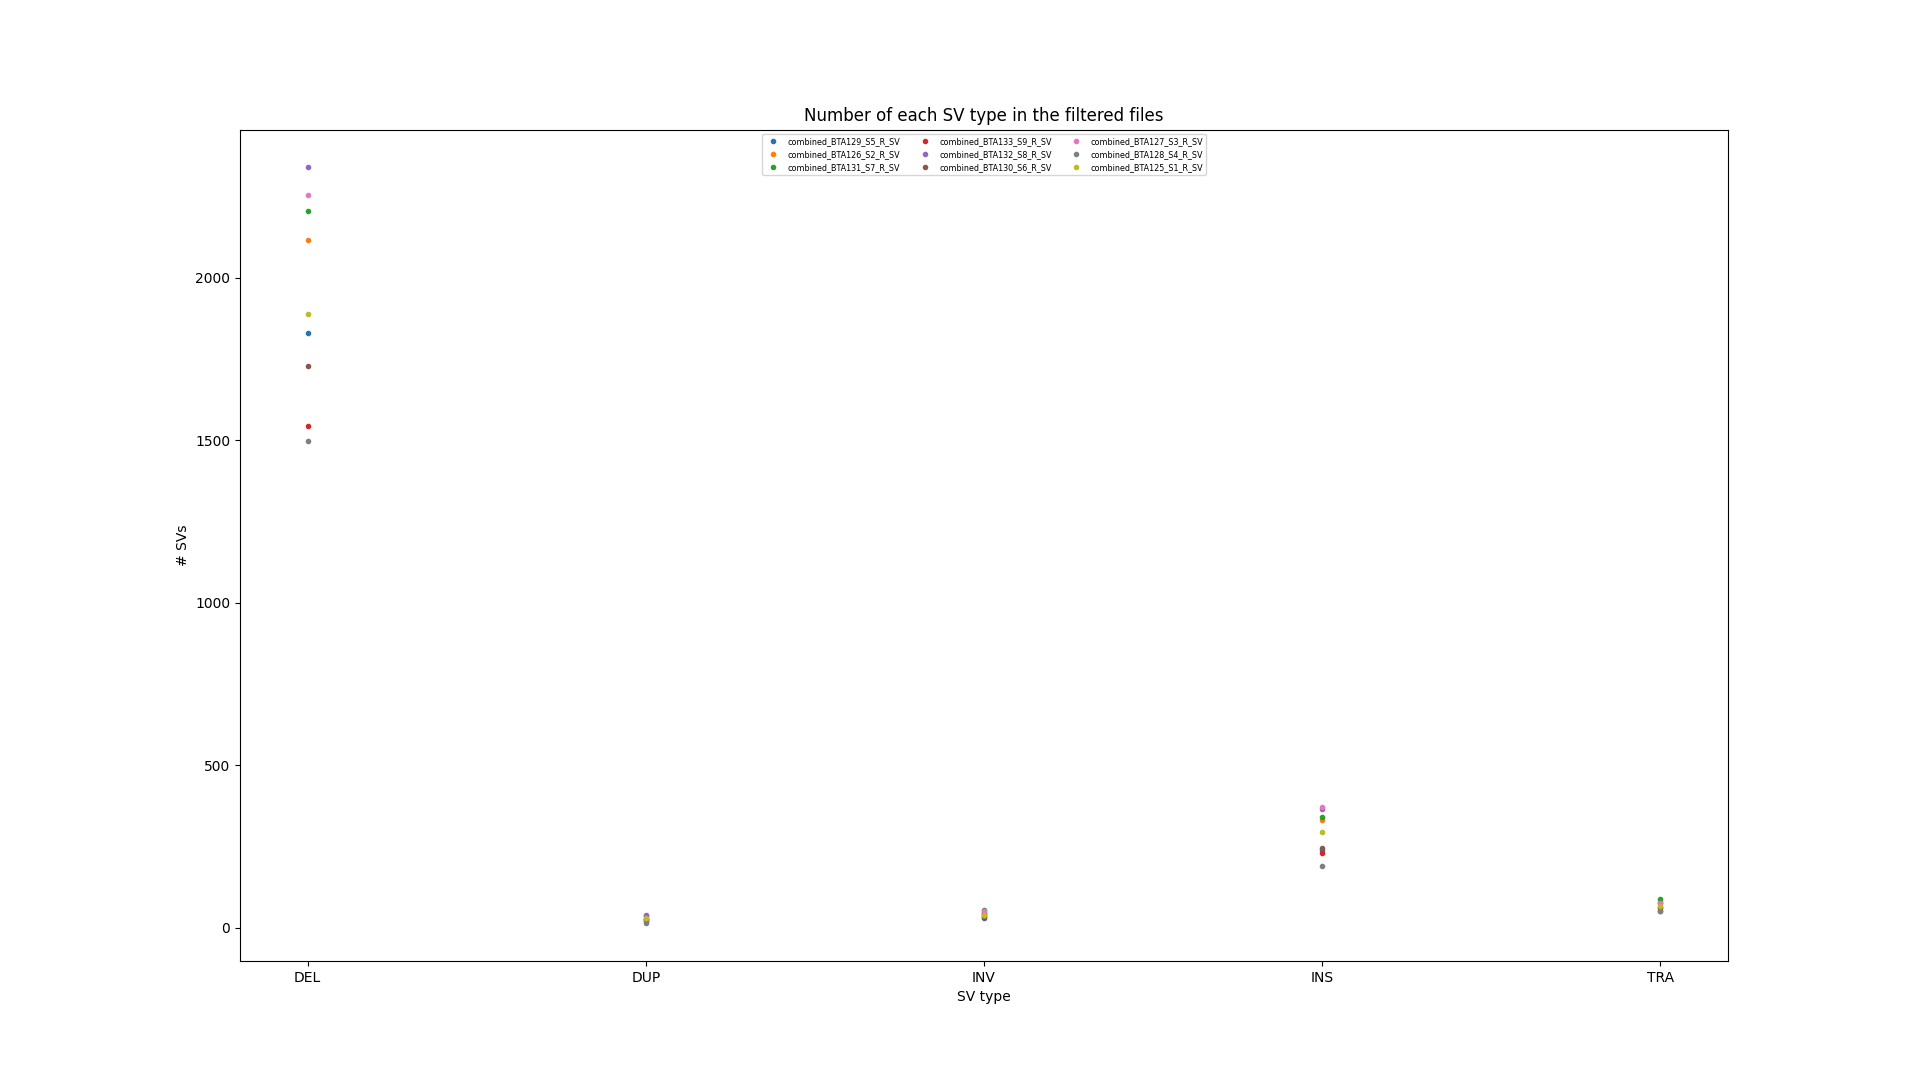 Number of each SV type in the filtered files
combined_BTA129_S5_R_SV
combined_BTA126_S2_R_SV
combined_BTA131_S7_R_SV
combined_BTA133_S9_R_SV
combined_BTA132_S8_R_SV
combined_BTA130_S6_R_SV
combined_BTA127_S3_R_SV
combined_BTA128_S4_R_SV
combined_BTA125_S1_R_SV
# SVs
2000
1500
1000
500
0
DEL
DUP
INV
INS
TRA
SV type